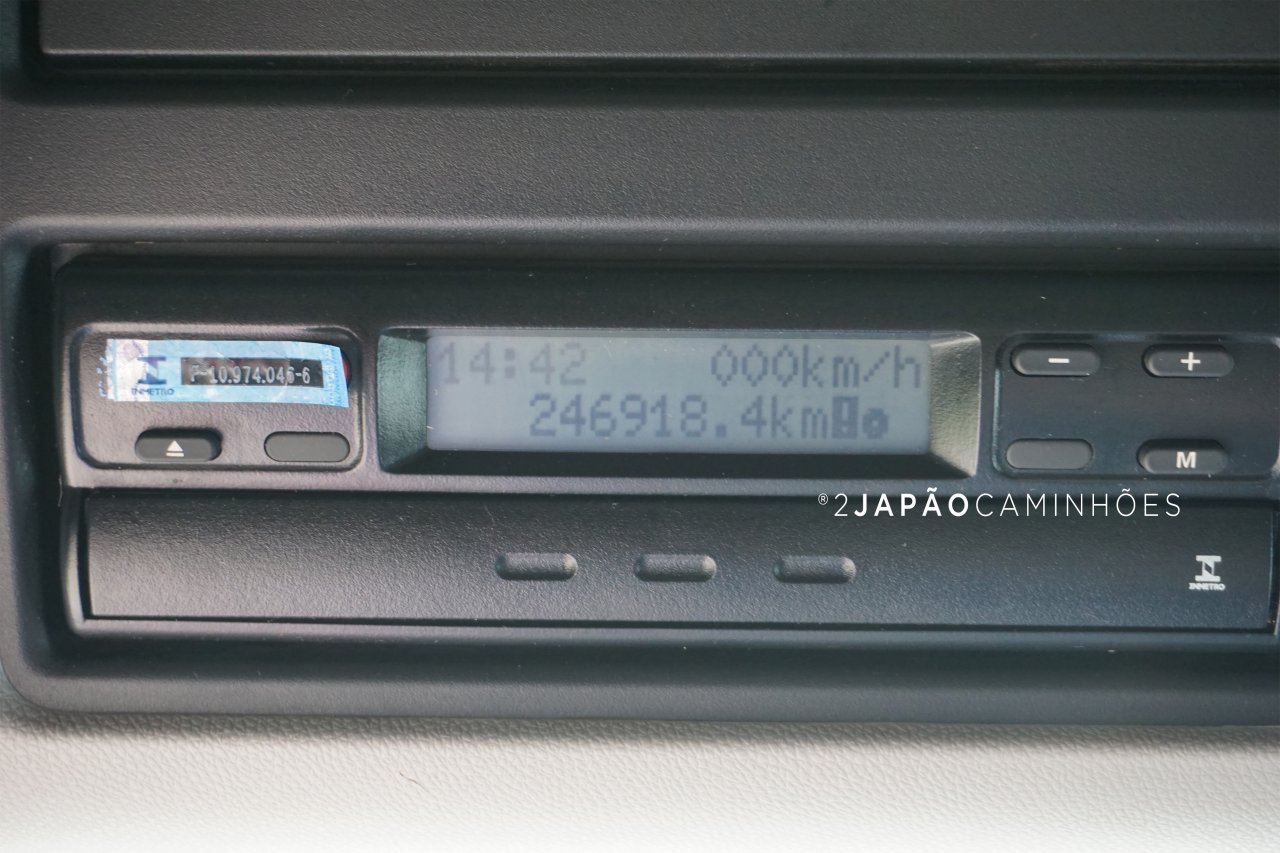 14:42 000km/h
246918.4km
INMETRO
P-10.974.046-6
− +
M
®2JAPÃOCAMINHÕES
INMETRO